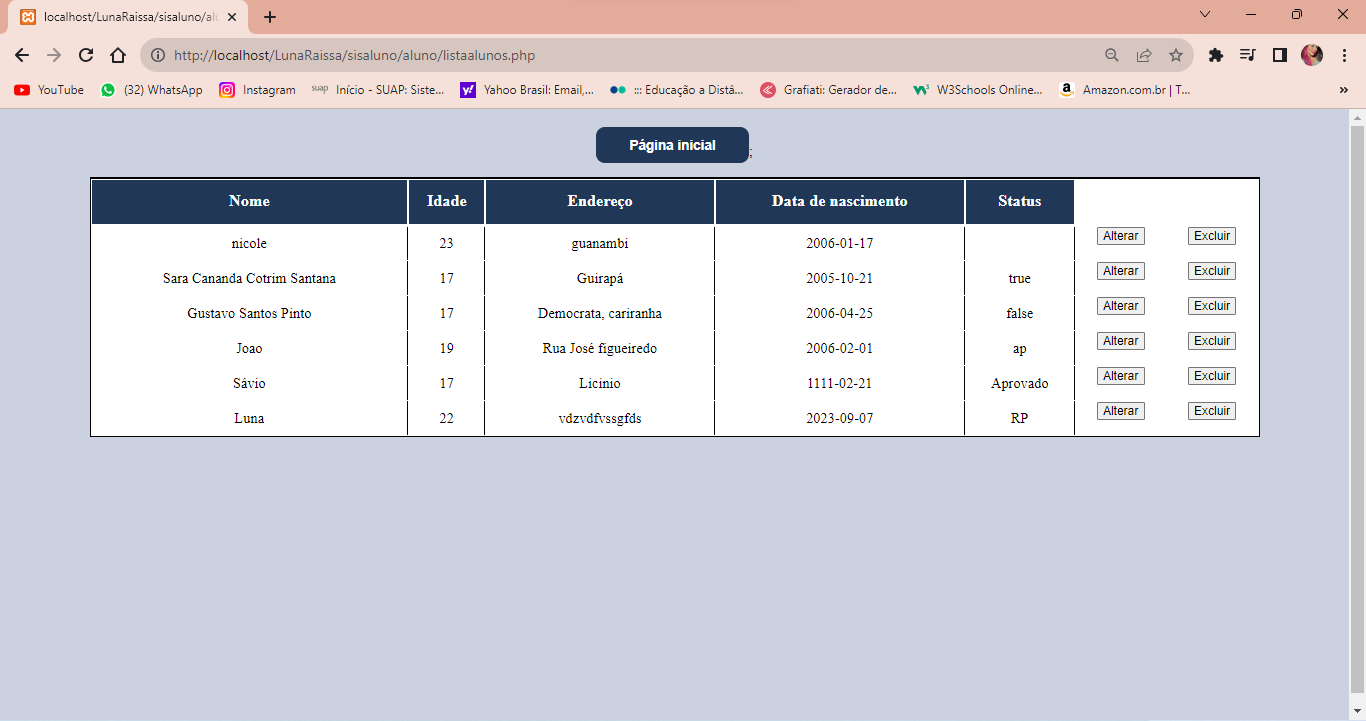 localhost/LunaRaissa/sisaluno/alu
http://localhost/LunaRaissa/sisaluno/aluno/listaalunos.php
YouTube (32) WhatsApp Instagram suap Início - SUAP: Siste... Yahoo Brasil: Email,... ::: Educação a Distâ... Grafiati: Gerador de... W3Schools Online... Amazon.com.br | T... »
Página inicial ;
Nome Idade Endereço Data de nascimento Status
nicole 23 guanambi 2006-01-17 Alterar Excluir
Sara Cananda Cotrim Santana 17 Guirapá 2005-10-21 true Alterar Excluir
Gustavo Santos Pinto 17 Democrata, cariranha 2006-04-25 false Alterar Excluir
Joao 19 Rua José figueiredo 2006-02-01 ap Alterar Excluir
Sávio 17 Licinio 1111-02-21 Aprovado Alterar Excluir
Luna 22 vdzvdfvssgfds 2023-09-07 RP Alterar Excluir